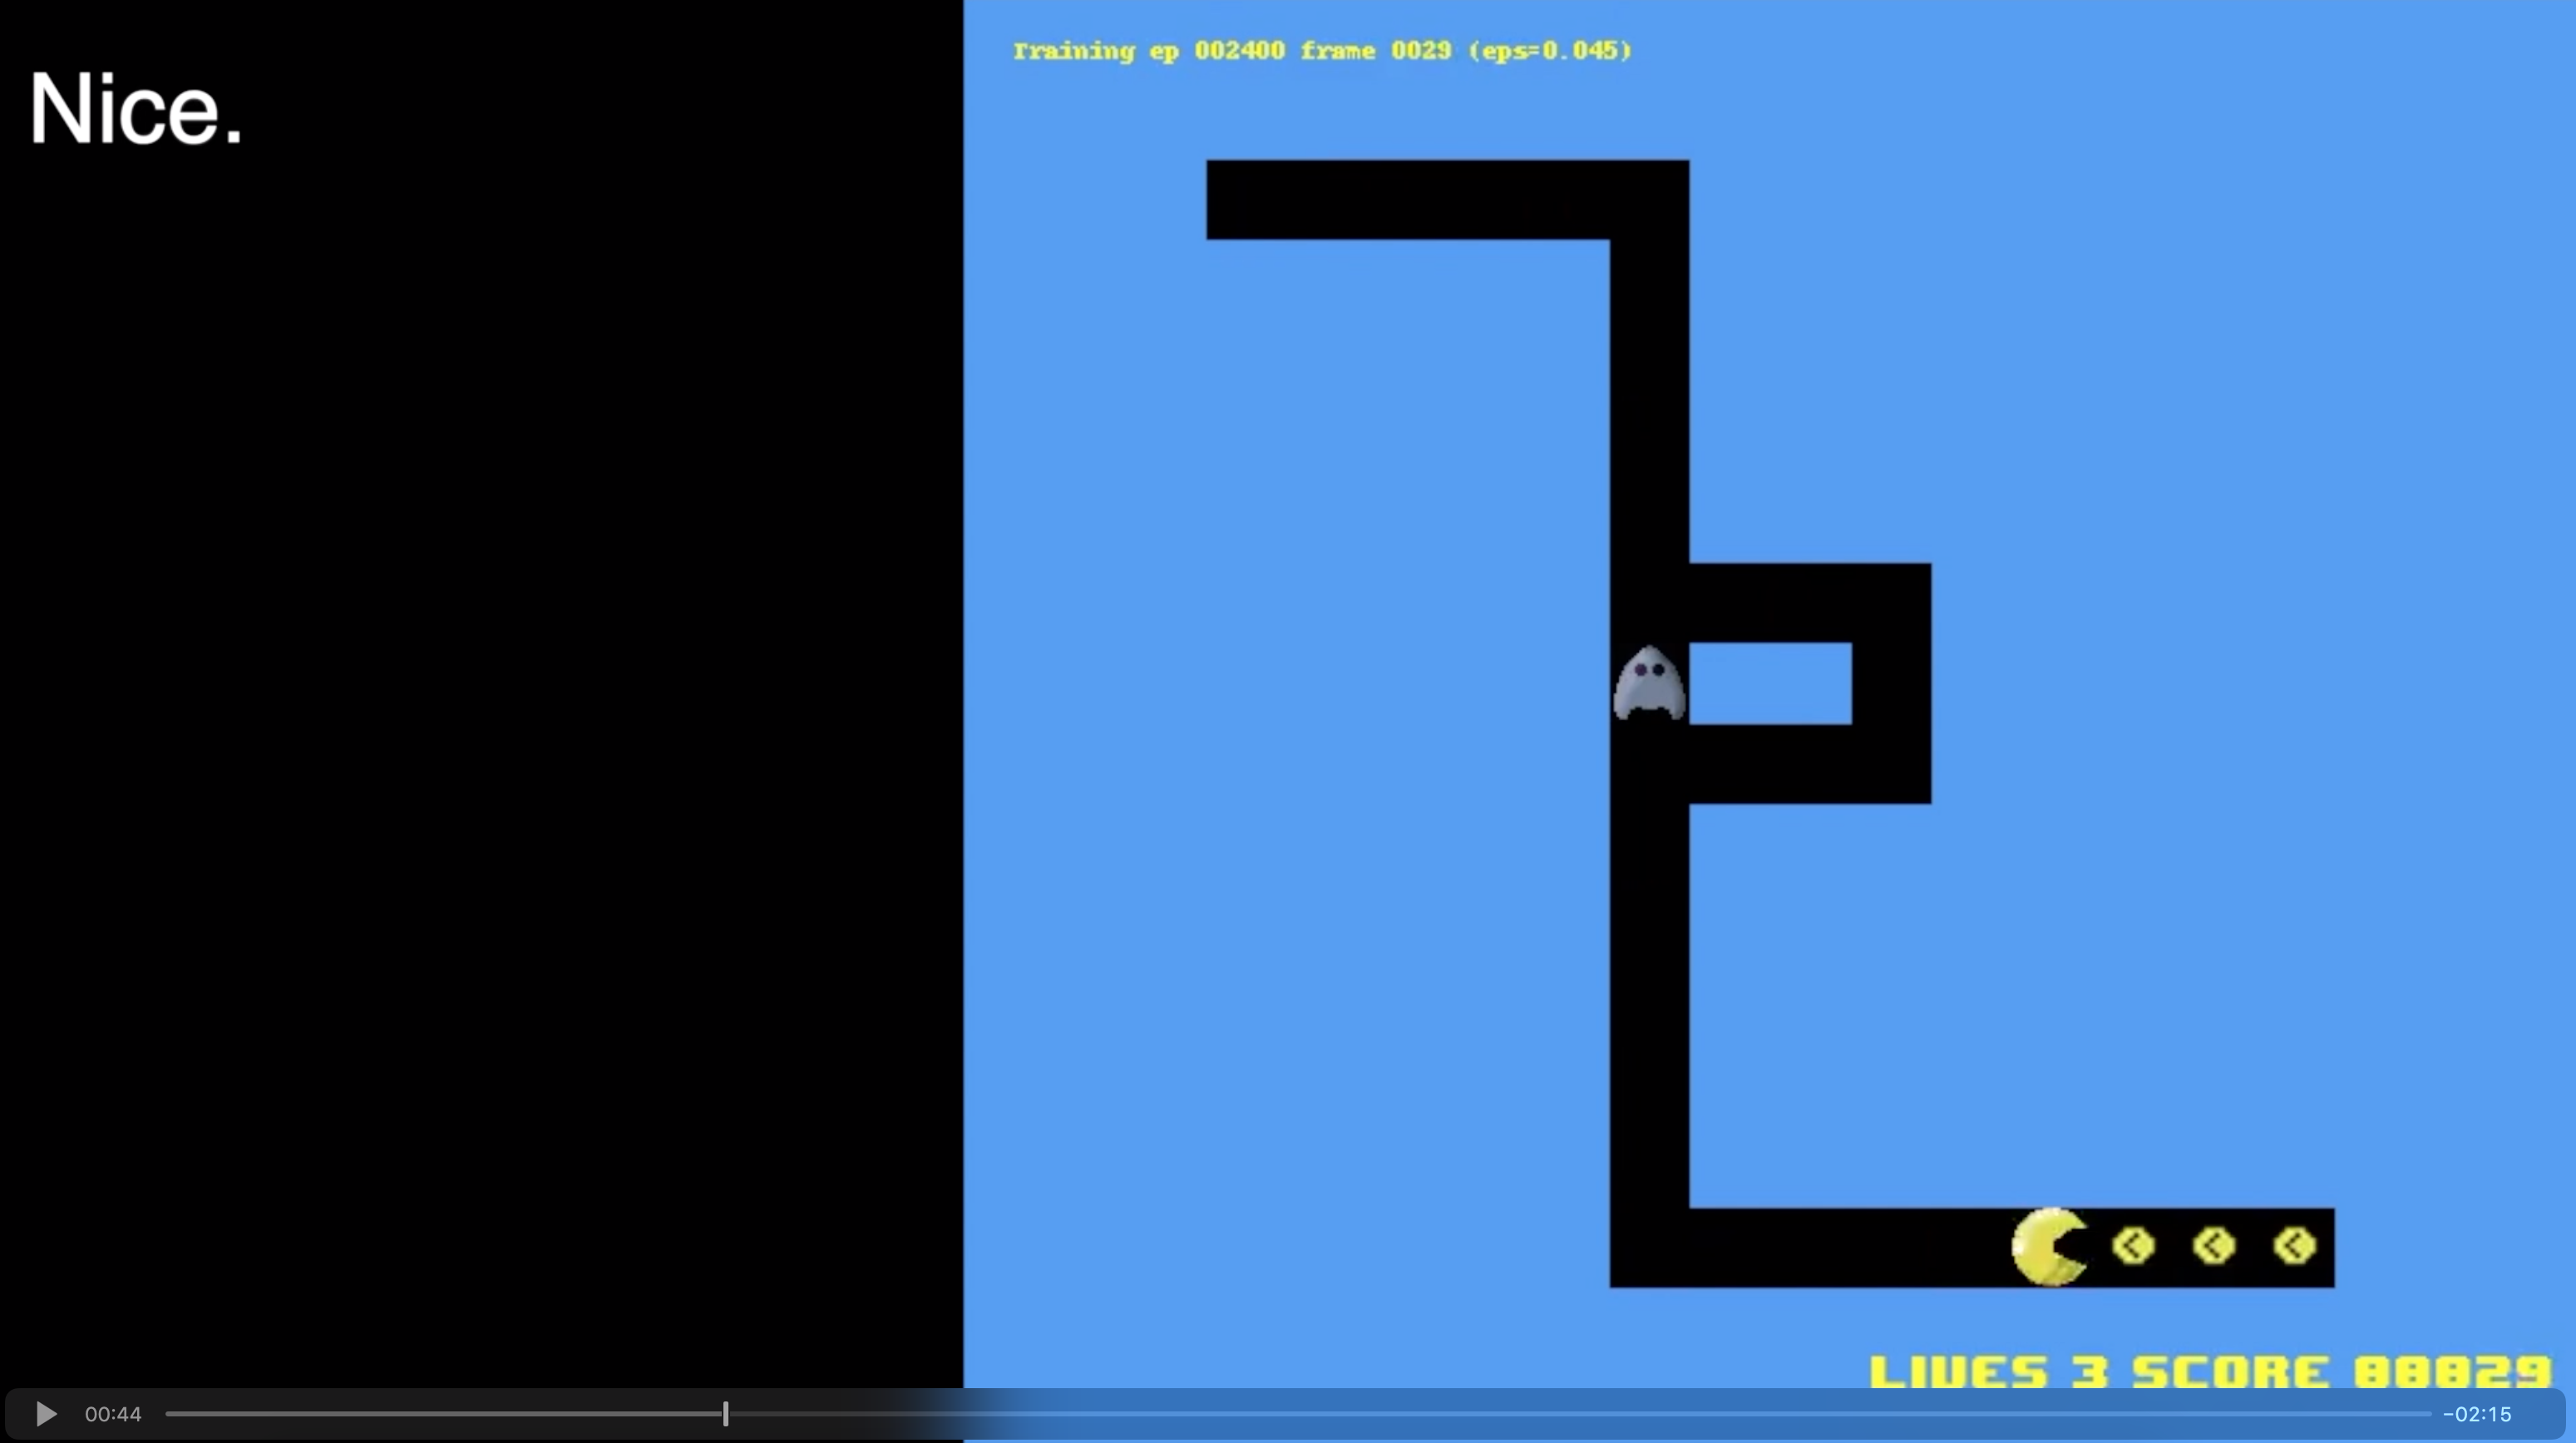 Nice.
Training ep 002400 frame 0029 (eps=0.045)
LIVES 3 SCORE 00029
00:44
-02:15